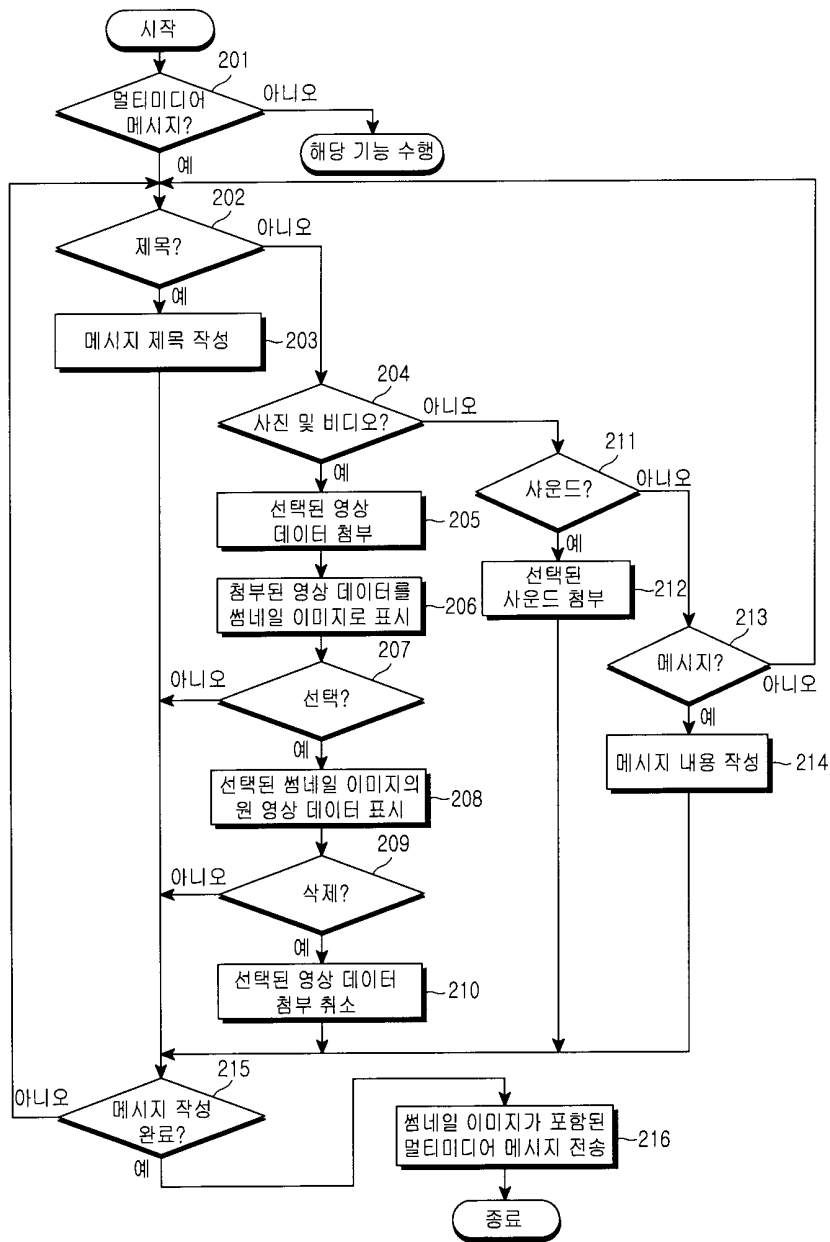 시작
201
멀티미디어
메시지?
아니오
예
해당 기능 수행
202
제목?
아니오
예
메시지 제목 작성
203
204
사진 및 비디오?
아니오
예
선택된 영상
데이터 첨부
205
첨부된 영상 데이터를
썸네일 이미지로 표시
206
207
선택?
아니오
예
선택된 썸네일 이미지의
원 영상 데이터 표시
208
209
삭제?
아니오
예
선택된 영상 데이터
첨부 취소
210
211
사운드?
아니오
예
선택된
사운드 첨부
212
213
메시지?
아니오
예
메시지 내용 작성
214
215
메시지 작성
완료?
아니오
예
썸네일 이미지가 포함된
멀티미디어 메시지 전송
216
종료